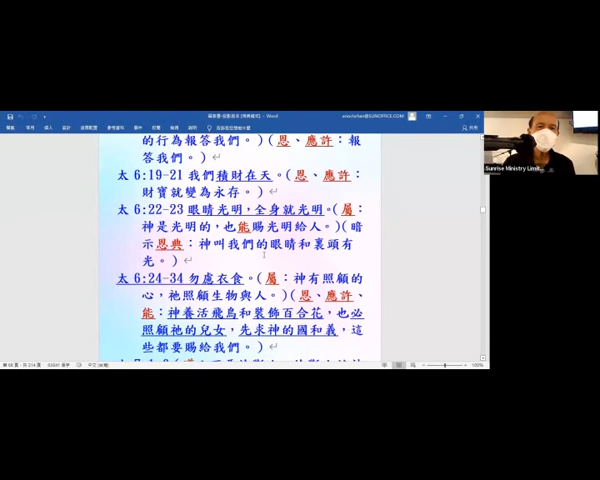 enochchan@SUNOFFICE.COM
的行為報答我們。)(恩、應許：報
答我們。)
太 6:19-21 我們積財在天。(恩、應許：
財寶就變為永存。)
太 6:22-23 眼睛光明，全身就光明。(屬：
神是光明的，也能賜光明給人。)(暗
示恩典：神叫我們的眼睛和裏頭有
光。)
太 6:24-34 勿慮衣食。(屬：神有照顧的
心，祂照顧生物與人。)(恩、應許、
能：神養活飛鳥和裝飾百合花，也必
照顧祂的兒女，先求神的國和義，這
些都要賜給我們。)
Sunrise Ministry Limit...
100%